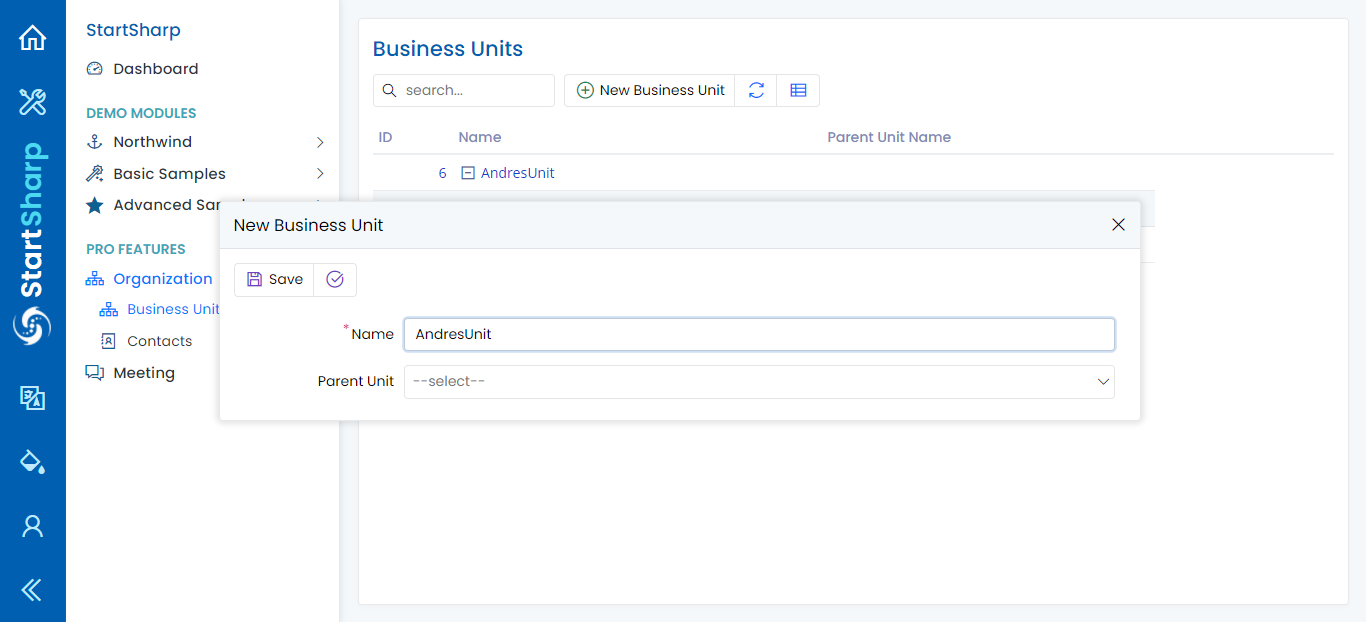 StartSharp
StartSharp
Dashboard
DEMO MODULES
Northwind
Basic Samples
Advanced
PRO FEATURES
Organization
Business Unit
Contacts
Meeting
Business Units
search...
New Business Unit
ID Name Parent Unit Name
6 AndresUnit
New Business Unit
Save
*Name AndresUnit
Parent Unit --select--